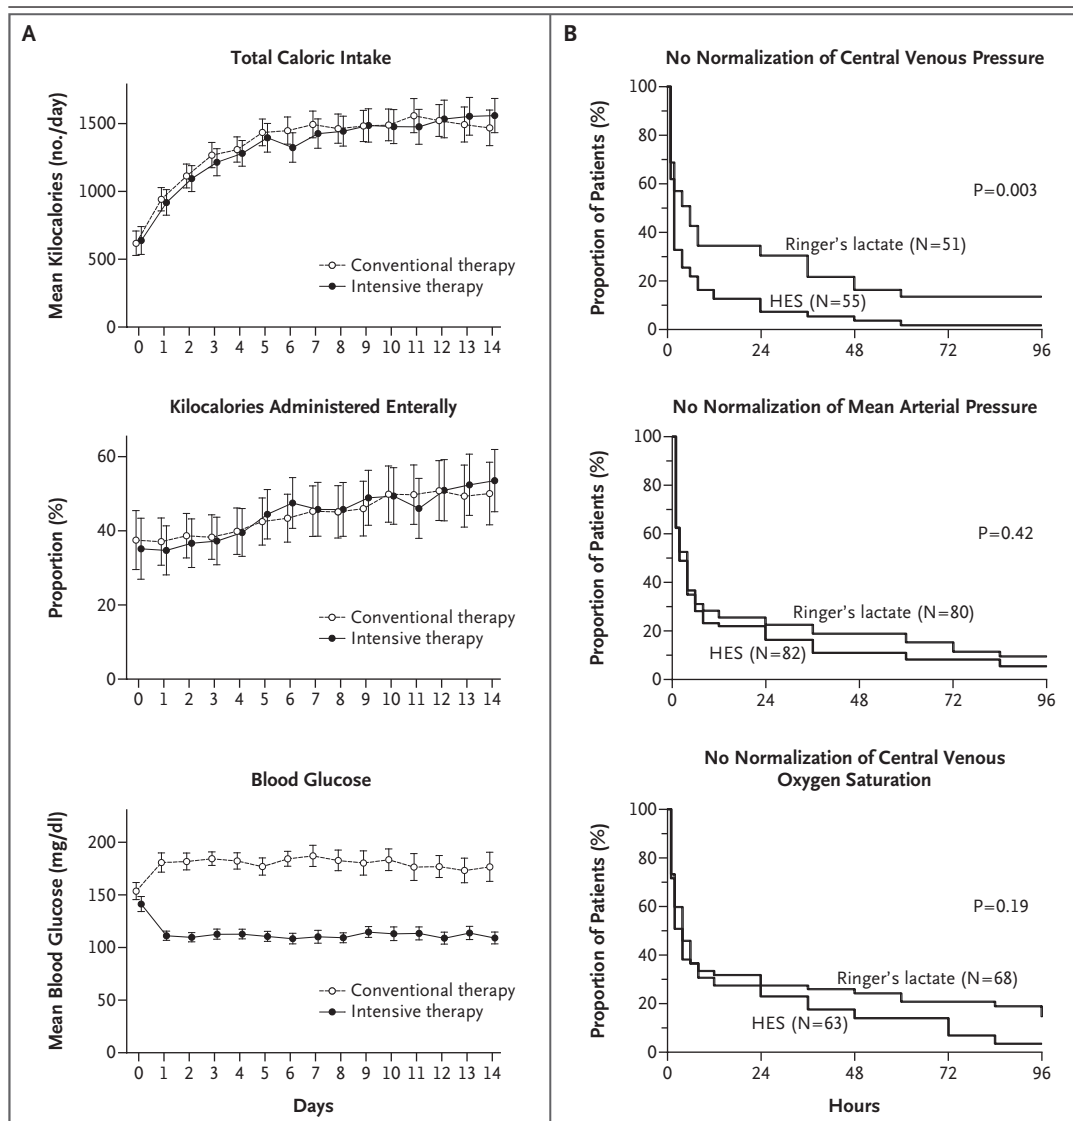 A
Total Caloric Intake
Mean Kilocalories (no./day)
1500
1000
500
0
Conventional therapy
Intensive therapy
0 1 2 3 4 5 6 7 8 9 10 11 12 13 14
Kilocalories Administered Enterally
Proportion (%)
60
40
20
0
Conventional therapy
Intensive therapy
0 1 2 3 4 5 6 7 8 9 10 11 12 13 14
Blood Glucose
Mean Blood Glucose (mg/dl)
200
150
100
50
0
Conventional therapy
Intensive therapy
0 1 2 3 4 5 6 7 8 9 10 11 12 13 14
Days
B
No Normalization of Central Venous Pressure
Proportion of Patients (%)
100
80
60
40
20
0
P=0.003
Ringer's lactate (N=51)
HES (N=55)
0 24 48 72 96
No Normalization of Mean Arterial Pressure
Proportion of Patients (%)
100
80
60
40
20
0
P=0.42
Ringer's lactate (N=80)
HES (N=82)
0 24 48 72 96
No Normalization of Central Venous
Oxygen Saturation
Proportion of Patients (%)
100
80
60
40
20
0
P=0.19
Ringer's lactate (N=68)
HES (N=63)
0 24 48 72 96
Hours